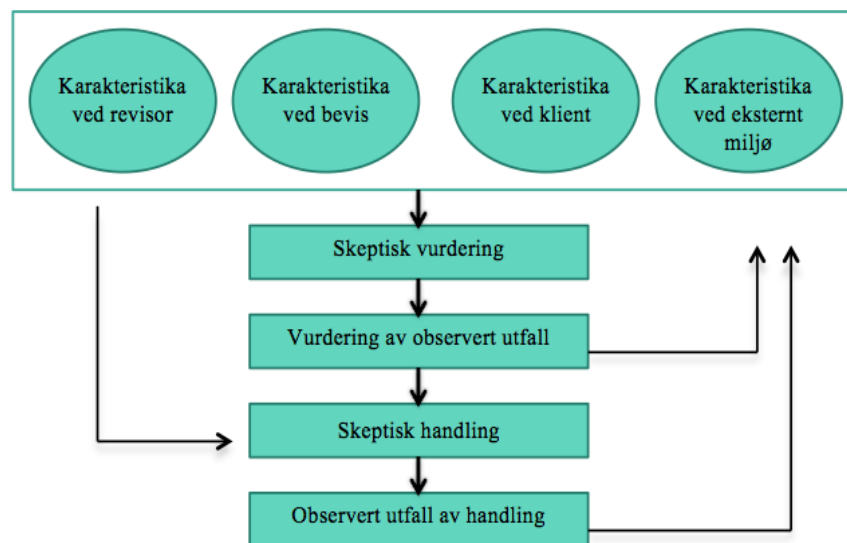 Karakteristika
ved revisor
Karakteristika
ved bevis
Karakteristika
ved klient
Karakteristika
ved eksternt
miljø
Skeptisk vurdering
Vurdering av observert utfall
Skeptisk handling
Observert utfall av handling